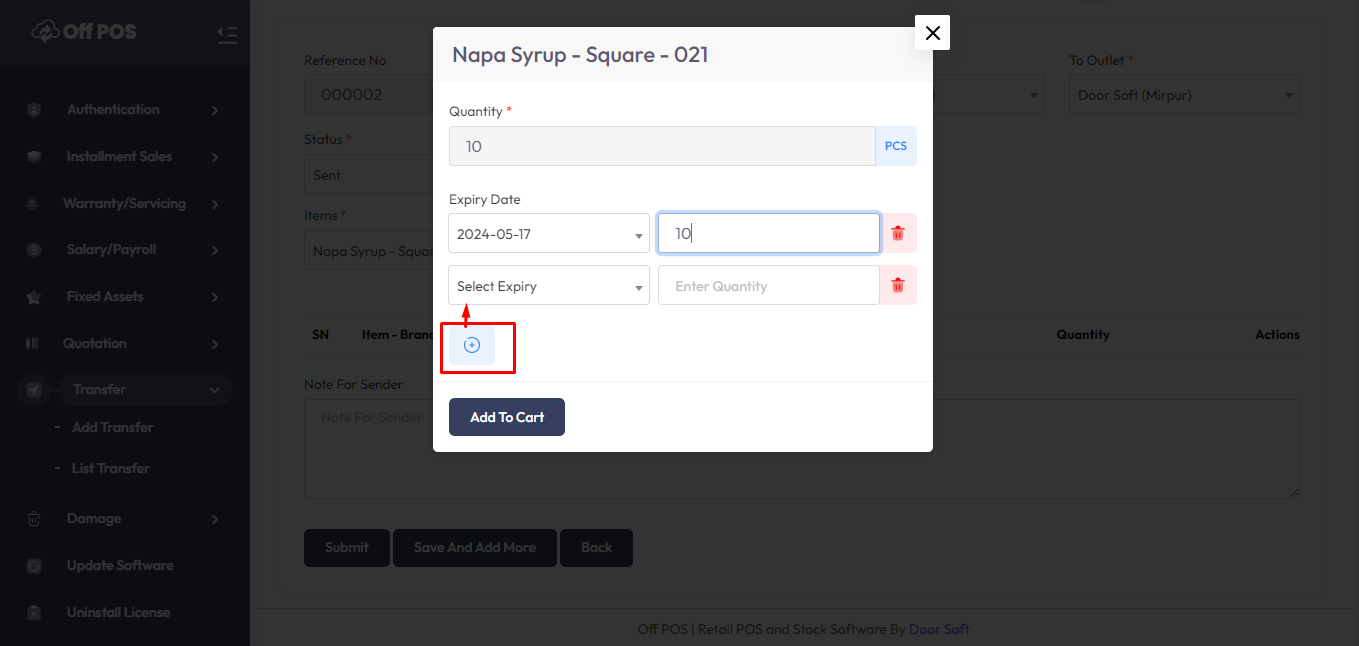 Off POS
Authentication
Installment Sales
Warranty/Servicing
Salary/Payroll
Fixed Assets
Quotation
Transfer
- Add Transfer
- List Transfer
Damage
Update Software
Uninstall License
Reference No
000002
To Outlet *
Door Soft (Mirpur)
Status *
Sent
Items *
Napa Syrup - Squar
SN Item - Bran Quantity Actions
Note For Sender
Note For Sender
Submit Save And Add More Back
Napa Syrup - Square - 021
Quantity *
10 PCS
Expiry Date
2024-05-17 10
Select Expiry Enter Quantity
Add To Cart
Off POS | Retail POS and Stock Software By Door Soft